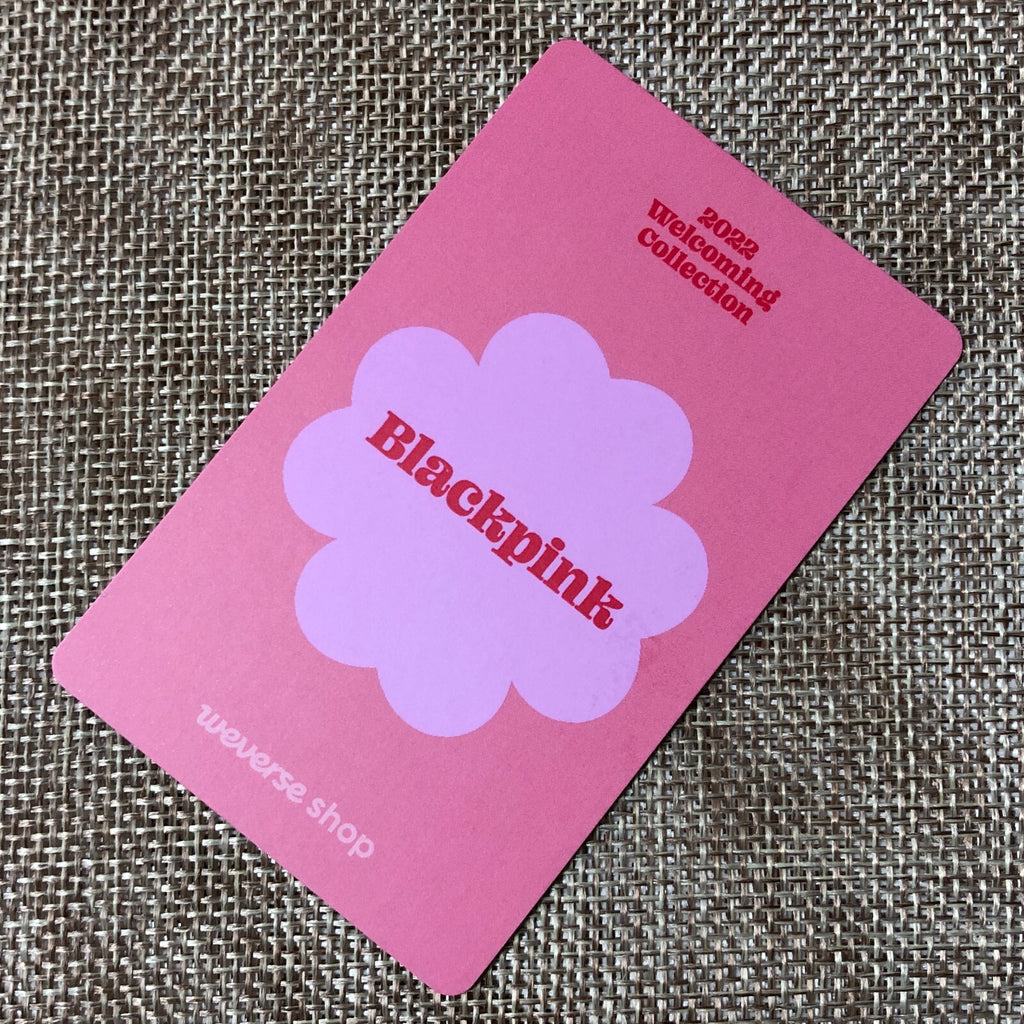 2022
Welcoming
Collection
Blackpink
weverse shop